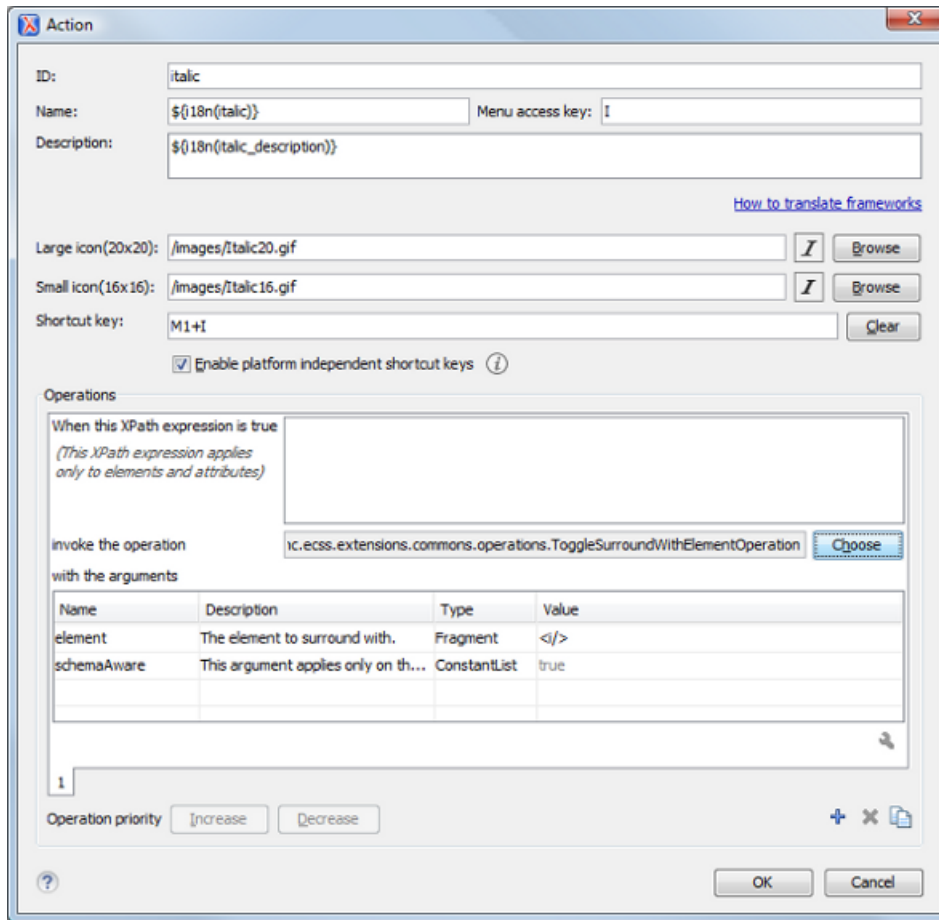 Action
ID: italic
Name: ${i18n(italic)} Menu access key: I
Description: ${i18n(italic_description)}
How to translate frameworks
Large icon(20x20): /images/Italic20.gif I Browse
Small icon(16x16): /images/Italic16.gif I Browse
Shortcut key: M1+I Clear
Enable platform independent shortcut keys i
Operations
When this XPath expression is true
(This XPath expression applies
only to elements and attributes)
invoke the operation nc.ecss.extensions.commons.operations.ToggleSurroundWithElementOperation Choose
with the arguments
Name Description Type Value
element The element to surround with. Fragment <i/>
schemaAware This argument applies only on th... ConstantList true
1
Operation priority Increase Decrease
? OK Cancel